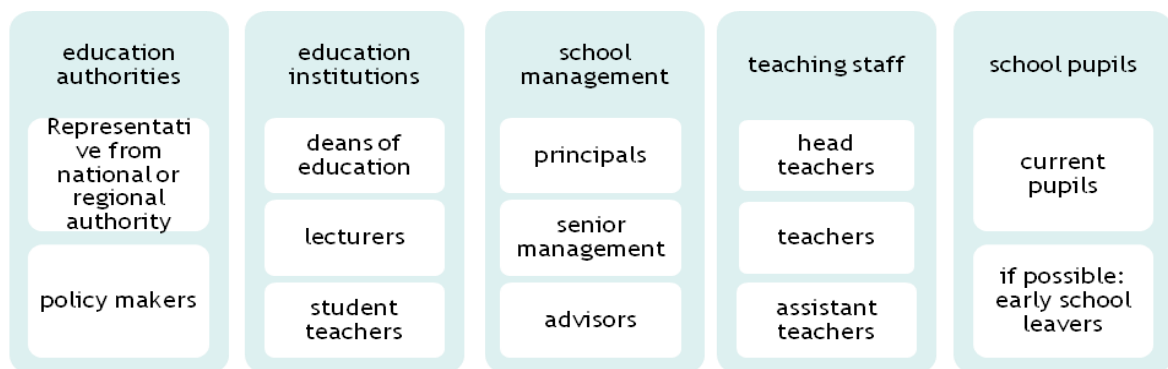 education
authorities
Representati
ve from
national or
regional
authority
policy makers
education
institutions
deans of
education
lecturers
student
teachers
school
management
principals
senior
management
advisors
teaching staff
head
teachers
teachers
assistant
teachers
school pupils
current
pupils
if possible:
early school
leavers